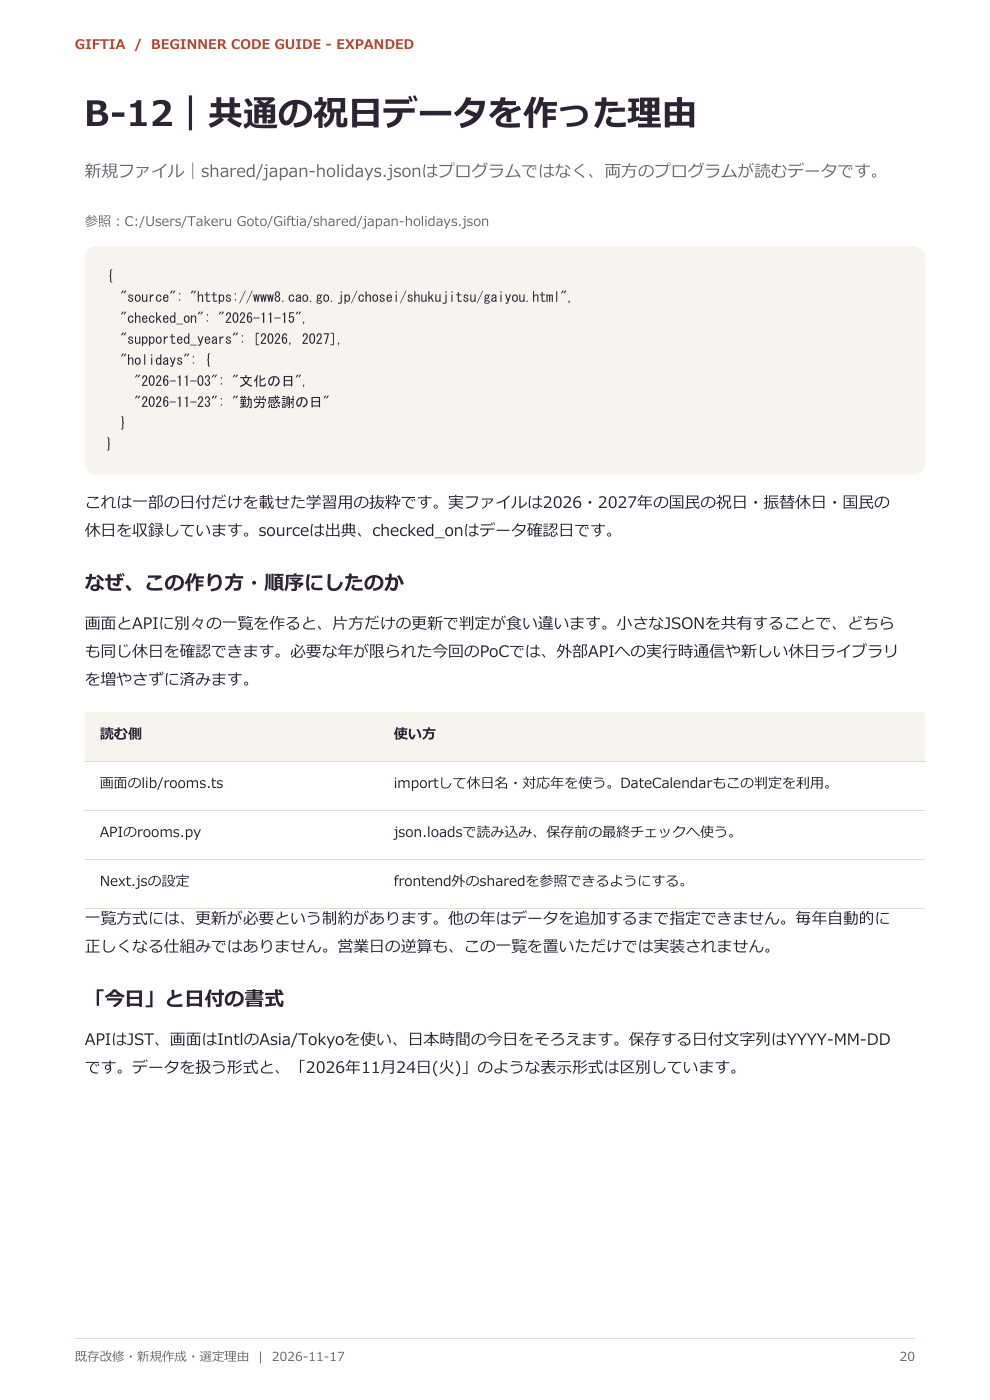 GIFTIA / BEGINNER CODE GUIDE - EXPANDED
B-12｜共通の祝日データを作った理由
新規ファイル｜shared/japan-holidays.jsonはプログラムではなく、両方のプログラムが読むデータです。
参照：C:/Users/Takeru Goto/Giftia/shared/japan-holidays.json
{
"source": "https://www8.cao.go.jp/chosei/shukujitsu/gaiyou.html",
"checked_on": "2026-11-15",
"supported_years": [2026, 2027],
"holidays": {
"2026-11-03": "文化の日",
"2026-11-23": "勤労感謝の日"
}
}
これは一部の日付だけを載せた学習用の抜粋です。実ファイルは2026・2027年の国民の祝日・振替休日・国民の
休日を収録しています。sourceは出典、checked_onはデータ確認日です。
なぜ、この作り方・順序にしたのか
画面とAPIに別々の一覧を作ると、片方だけの更新で判定が食い違います。小さなJSONを共有することで、どちら
も同じ休日を確認できます。必要な年が限られた今回のPoCでは、外部APIへの実行時通信や新しい休日ライブラリ
を増やさずに済みます。
読む側 使い方
画面のlib/rooms.ts importして休日名・対応年を使う。DateCalendarもこの判定を利用。
APIのrooms.py json.loadsで読み込み、保存前の最終チェックへ使う。
Next.jsの設定 frontend外のsharedを参照できるようにする。
一覧方式には、更新が必要という制約があります。他の年はデータを追加するまで指定できません。毎年自動的に
正しくなる仕組みではありません。営業日の逆算も、この一覧を置いただけでは実装されません。
「今日」と日付の書式
APIはJST、画面はIntlのAsia/Tokyoを使い、日本時間の今日をそろえます。保存する日付文字列はYYYY-MM-DD
です。データを扱う形式と、「2026年11月24日(火)」のような表示形式は区別しています。
既存改修・新規作成・選定理由 | 2026-11-17 20